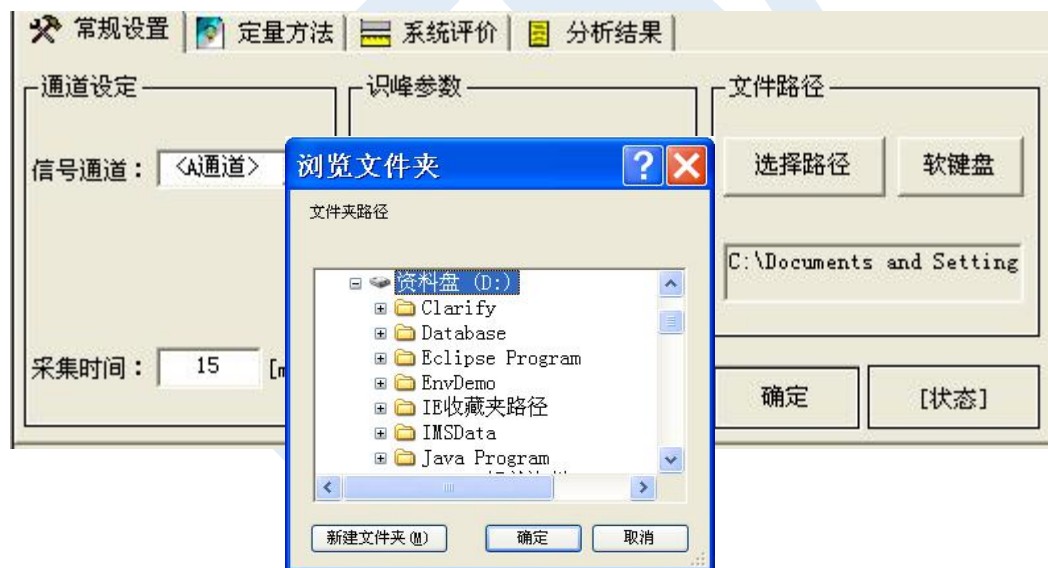 常规设置 定量方法 系统评价 分析结果
通道设定 识峰参数 文件路径
信号通道： <A通道> 选择路径 软键盘
C:\Documents and Setting
采集时间： 15 [m
确定 [状态]
浏览文件夹
文件夹路径
资料盘 (D:)
Clarify
Database
Eclipse Program
EnvDemo
IE收藏夹路径
IMSData
Java Program
新建文件夹(M) 确定 取消